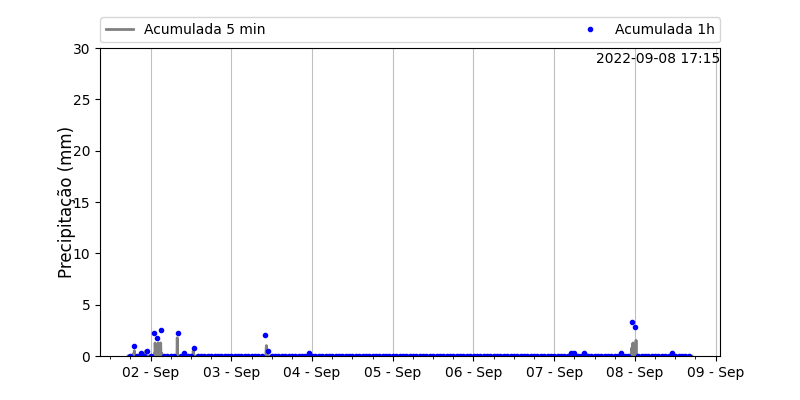 Acumulada 5 min
Acumulada 1h
2022-09-08 17:15
Precipitação (mm)
30
25
20
15
10
5
0
02 - Sep
03 - Sep
04 - Sep
05 - Sep
06 - Sep
07 - Sep
08 - Sep
09 - Sep